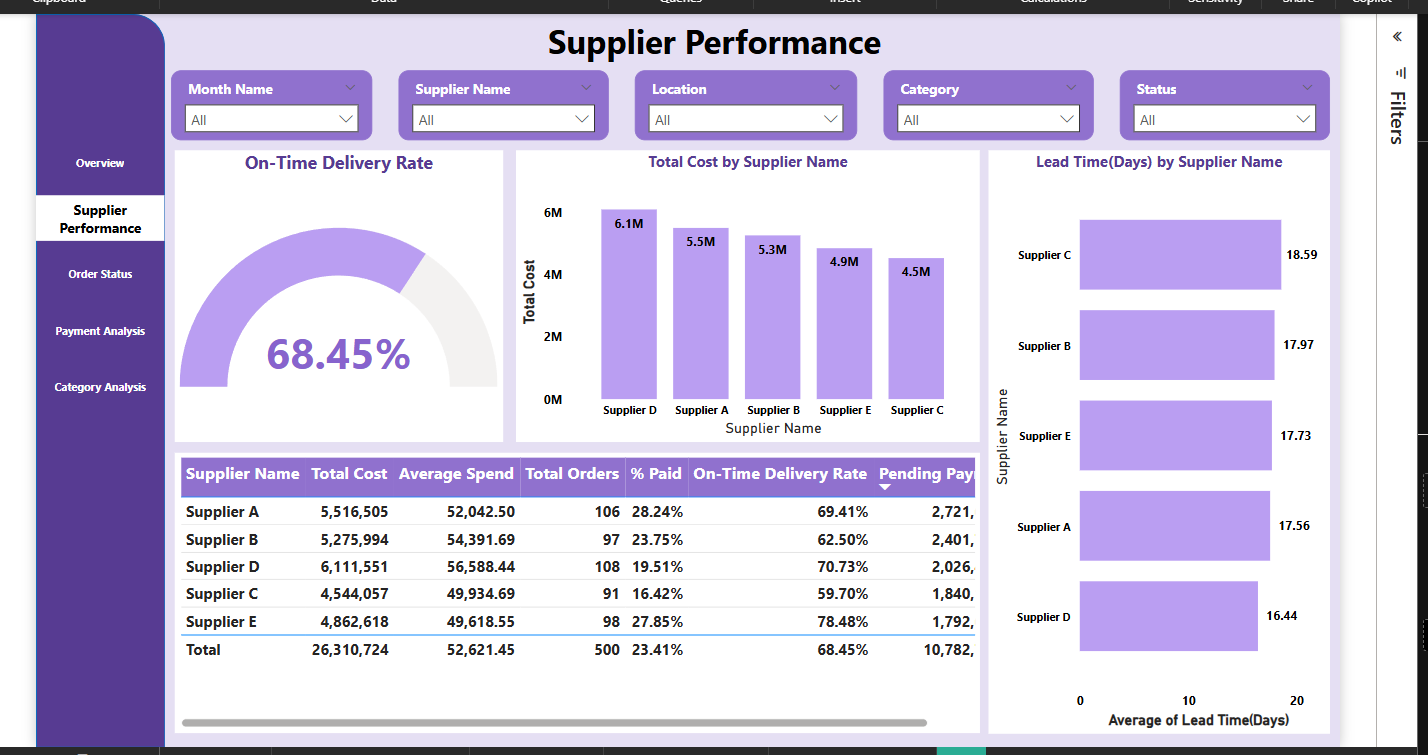 Clipboard Data Queries Insert Calculations Sensitivity Share Copilot
Supplier Performance
Month Name
All
Supplier Name
All
Location
All
Category
All
Status
All
Filters
Overview
Supplier
Performance
Order Status
Payment Analysis
Category Analysis
On-Time Delivery Rate
68.45%
Total Cost by Supplier Name
Total Cost
6M
4M
2M
0M
6.1M
5.5M
5.3M
4.9M
4.5M
Supplier D Supplier A Supplier B Supplier E Supplier C
Supplier Name
Lead Time(Days) by Supplier Name
Supplier Name
Supplier C 18.59
Supplier B 17.97
Supplier E 17.73
Supplier A 17.56
Supplier D 16.44
0 10 20
Average of Lead Time(Days)
Supplier Name Total Cost Average Spend Total Orders % Paid On-Time Delivery Rate Pending Pay
Supplier A 5,516,505 52,042.50 106 28.24% 69.41% 2,721,
Supplier B 5,275,994 54,391.69 97 23.75% 62.50% 2,401,
Supplier D 6,111,551 56,588.44 108 19.51% 70.73% 2,026,
Supplier C 4,544,057 49,934.69 91 16.42% 59.70% 1,840,
Supplier E 4,862,618 49,618.55 98 27.85% 78.48% 1,792,
Total 26,310,724 52,621.45 500 23.41% 68.45% 10,782,